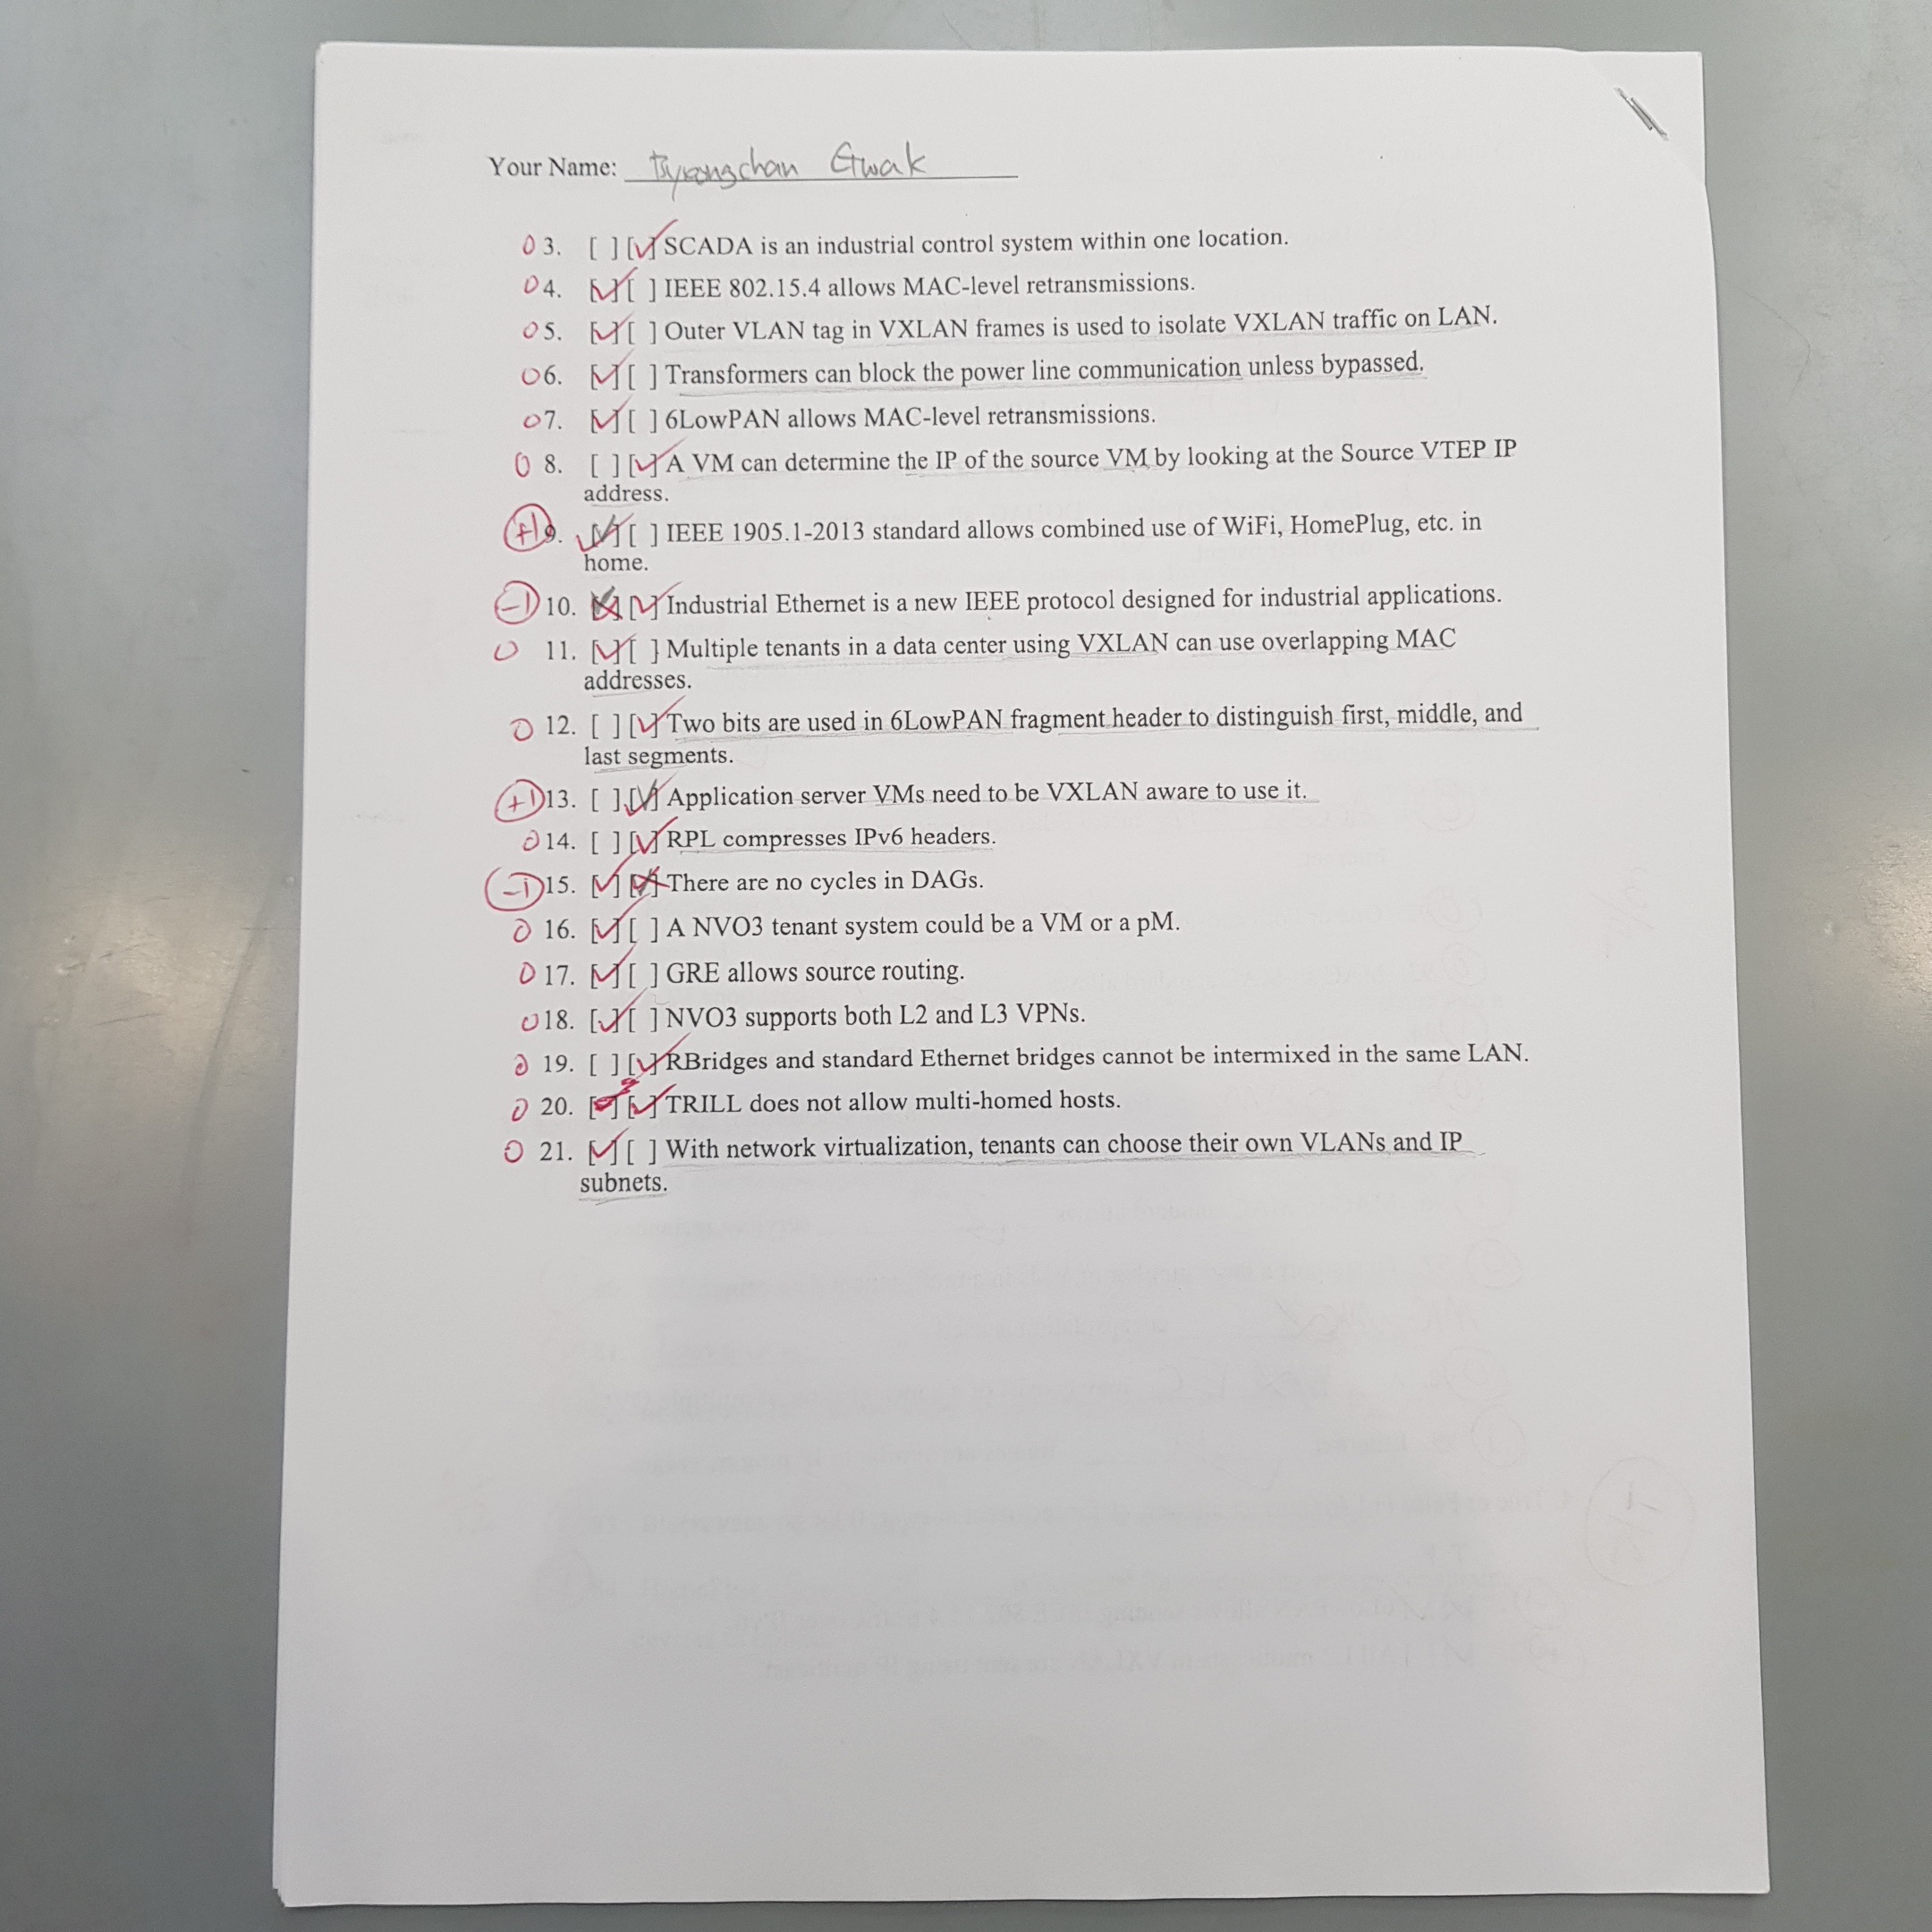 Your Name: Byeongchan Gwak
0 3. [ ] [✓] SCADA is an industrial control system within one location.
0 4. [✓] [ ] IEEE 802.15.4 allows MAC-level retransmissions.
0 5. [✓] [ ] Outer VLAN tag in VXLAN frames is used to isolate VXLAN traffic on LAN.
0 6. [✓] [ ] Transformers can block the power line communication unless bypassed.
0 7. [✓] [ ] 6LowPAN allows MAC-level retransmissions.
0 8. [ ] [✓] A VM can determine the IP of the source VM by looking at the Source VTEP IP
address.
+1 9. [✓] [ ] IEEE 1905.1-2013 standard allows combined use of WiFi, HomePlug, etc. in
home.
-1 10. [✓] [✓] Industrial Ethernet is a new IEEE protocol designed for industrial applications.
0 11. [✓] [ ] Multiple tenants in a data center using VXLAN can use overlapping MAC
addresses.
0 12. [ ] [✓] Two bits are used in 6LowPAN fragment header to distinguish first, middle, and
last segments.
+1 13. [ ] [✓] Application server VMs need to be VXLAN aware to use it.
0 14. [ ] [✓] RPL compresses IPv6 headers.
-1 15. [✓] [✓] There are no cycles in DAGs.
0 16. [✓] [ ] A NVO3 tenant system could be a VM or a pM.
0 17. [✓] [ ] GRE allows source routing.
0 18. [✓] [ ] NVO3 supports both L2 and L3 VPNs.
0 19. [ ] [✓] RBridges and standard Ethernet bridges cannot be intermixed in the same LAN.
0 20. [✓] [✓] TRILL does not allow multi-homed hosts.
0 21. [✓] [ ] With network virtualization, tenants can choose their own VLANs and IP
subnets.